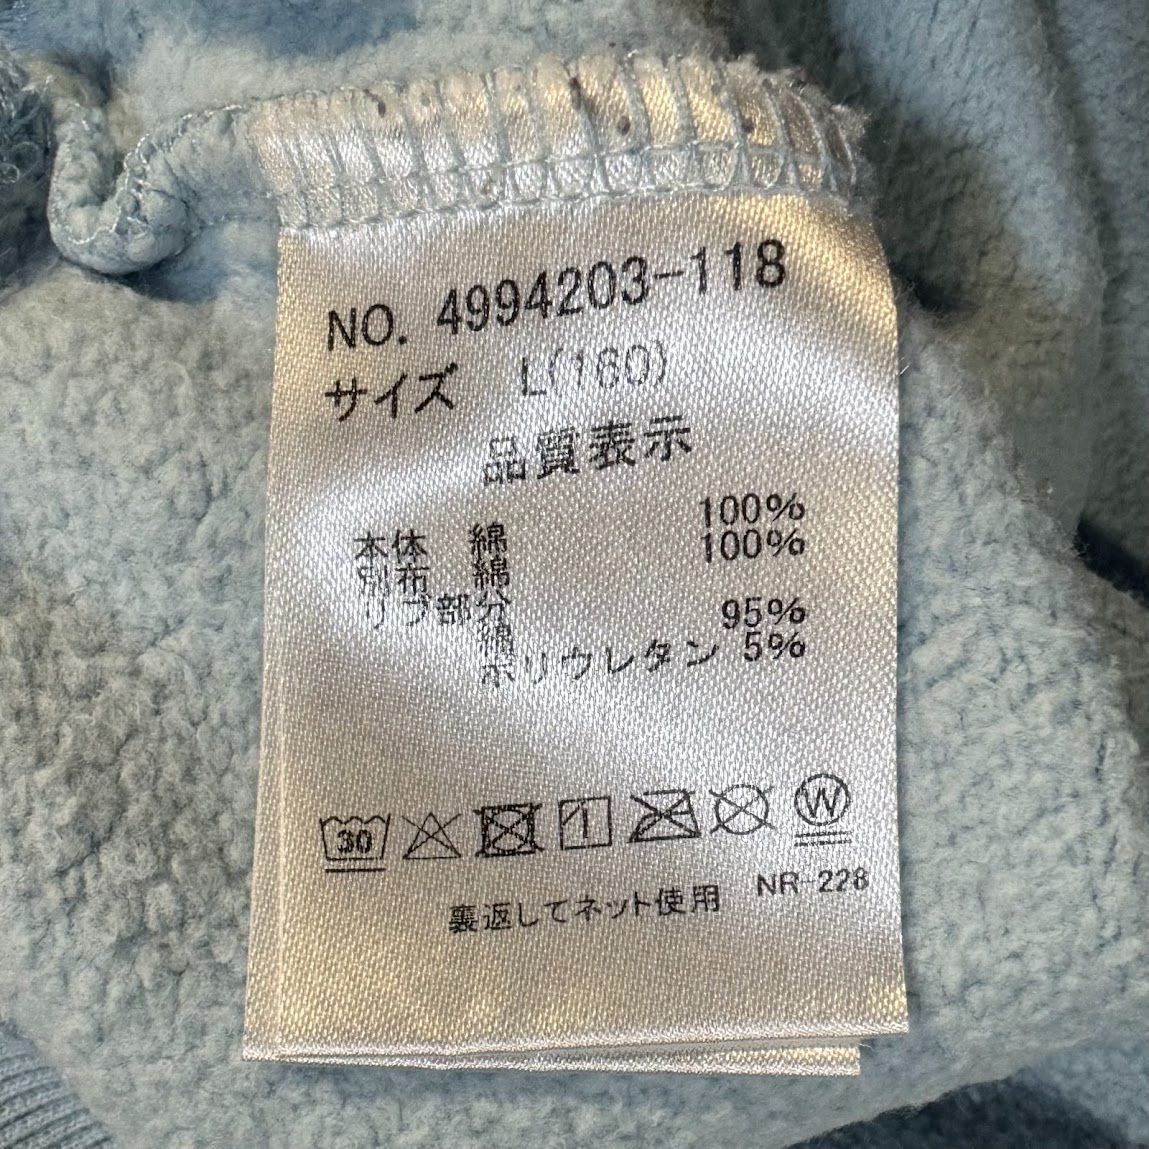 NO. 4994203-118
サイズ L(160)
品質表示
本体 綿 100%
別布 綿 100%
リブ部分
綿 95%
ポリウレタン 5%
30
1
W
NR-228
裏返してネット使用